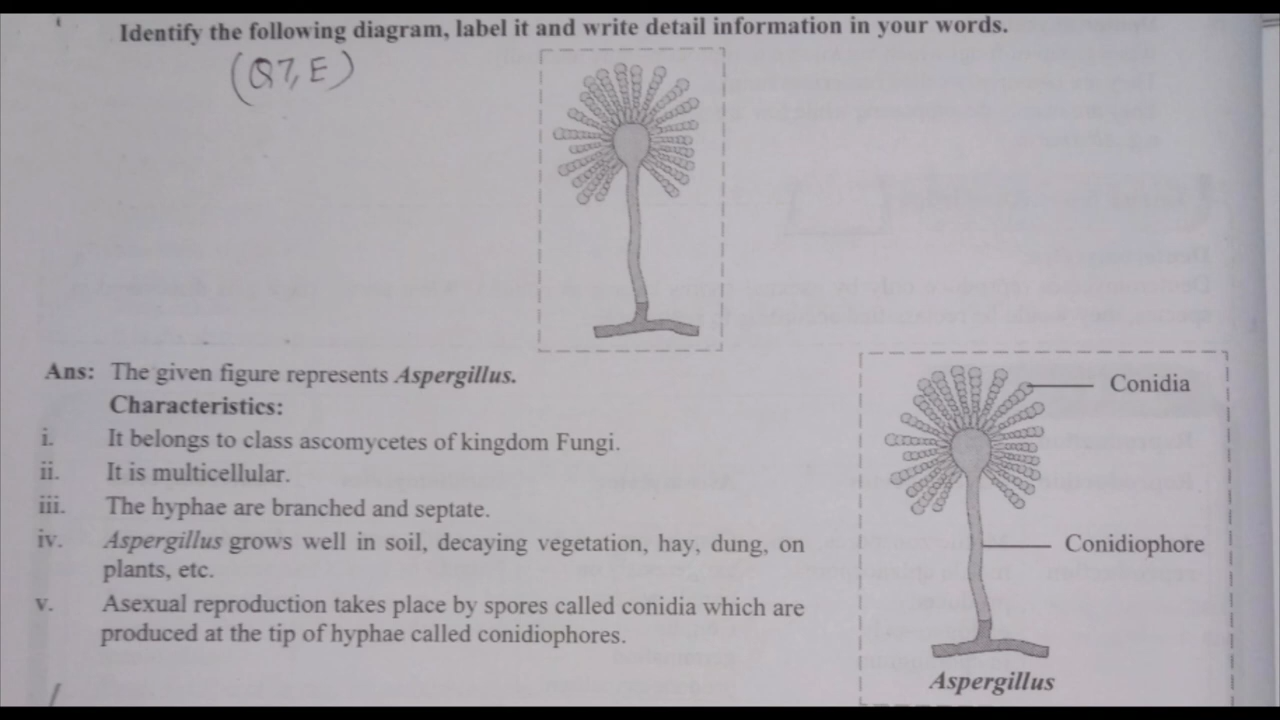 Identify the following diagram, label it and write detail information in your words.
(Q7, E)
Ans: The given figure represents Aspergillus.
Characteristics:
i. It belongs to class ascomycetes of kingdom Fungi.
ii. It is multicellular.
iii. The hyphae are branched and septate.
iv. Aspergillus grows well in soil, decaying vegetation, hay, dung, on
plants, etc.
v. Asexual reproduction takes place by spores called conidia which are
produced at the tip of hyphae called conidiophores.
Conidia
Conidiophore
Aspergillus